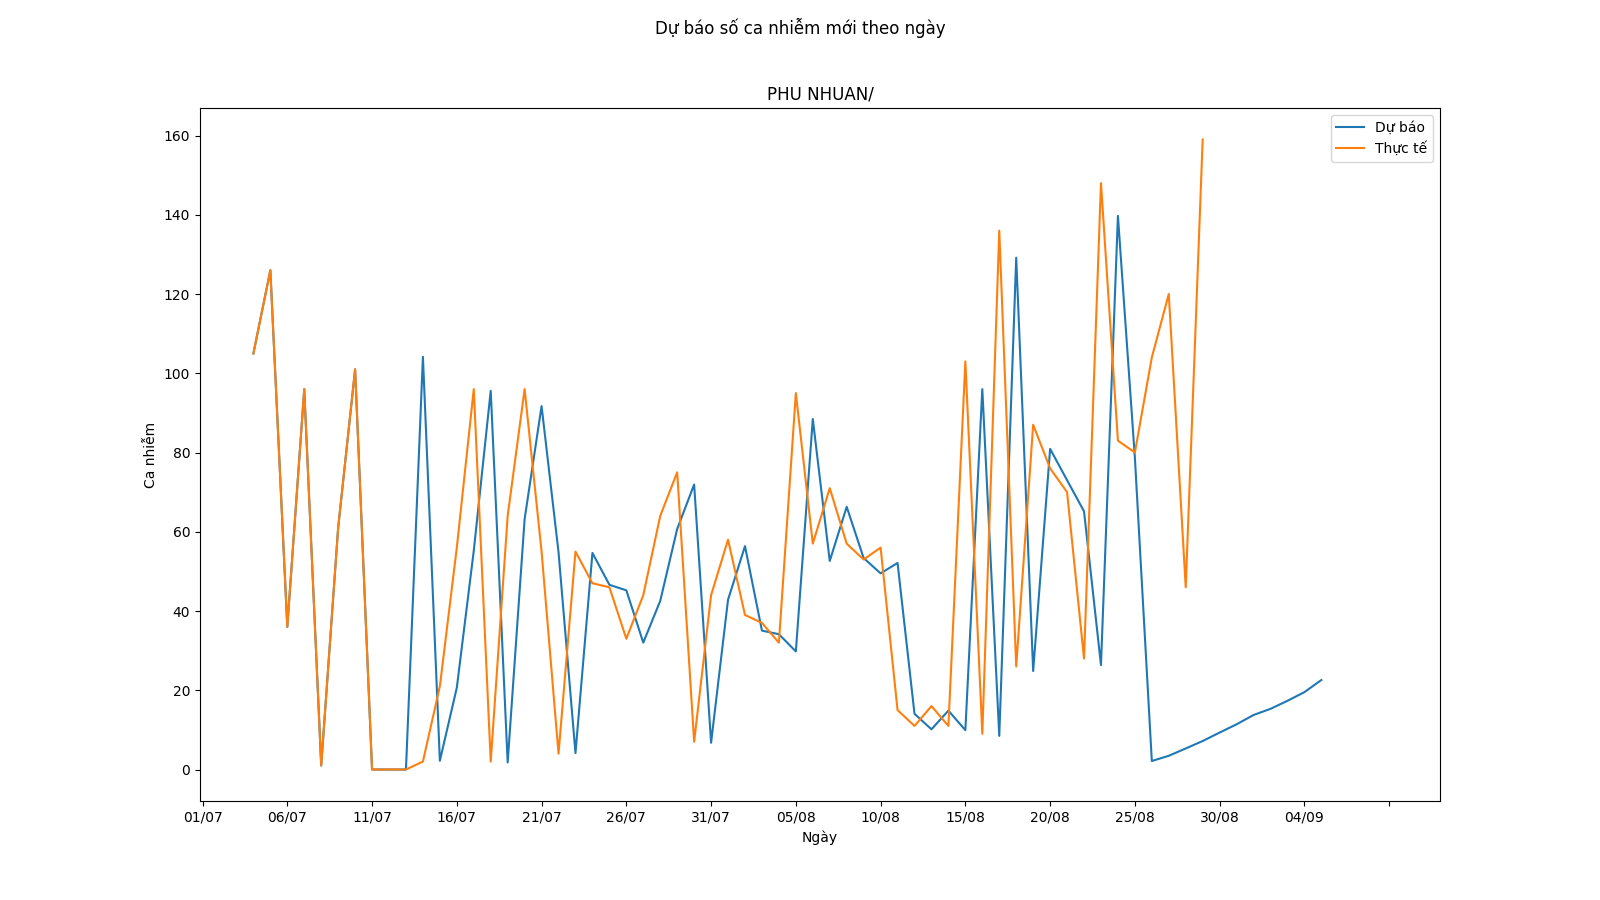 Dự báo số ca nhiễm mới theo ngày
PHU NHUAN/
Dự báo
Thực tế
160
140
120
100
80
60
40
20
0
Ca nhiễm
01/07 06/07 11/07 16/07 21/07 26/07 31/07 05/08 10/08 15/08 20/08 25/08 30/08 04/09
Ngày